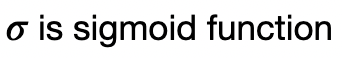 σ is sigmoid function